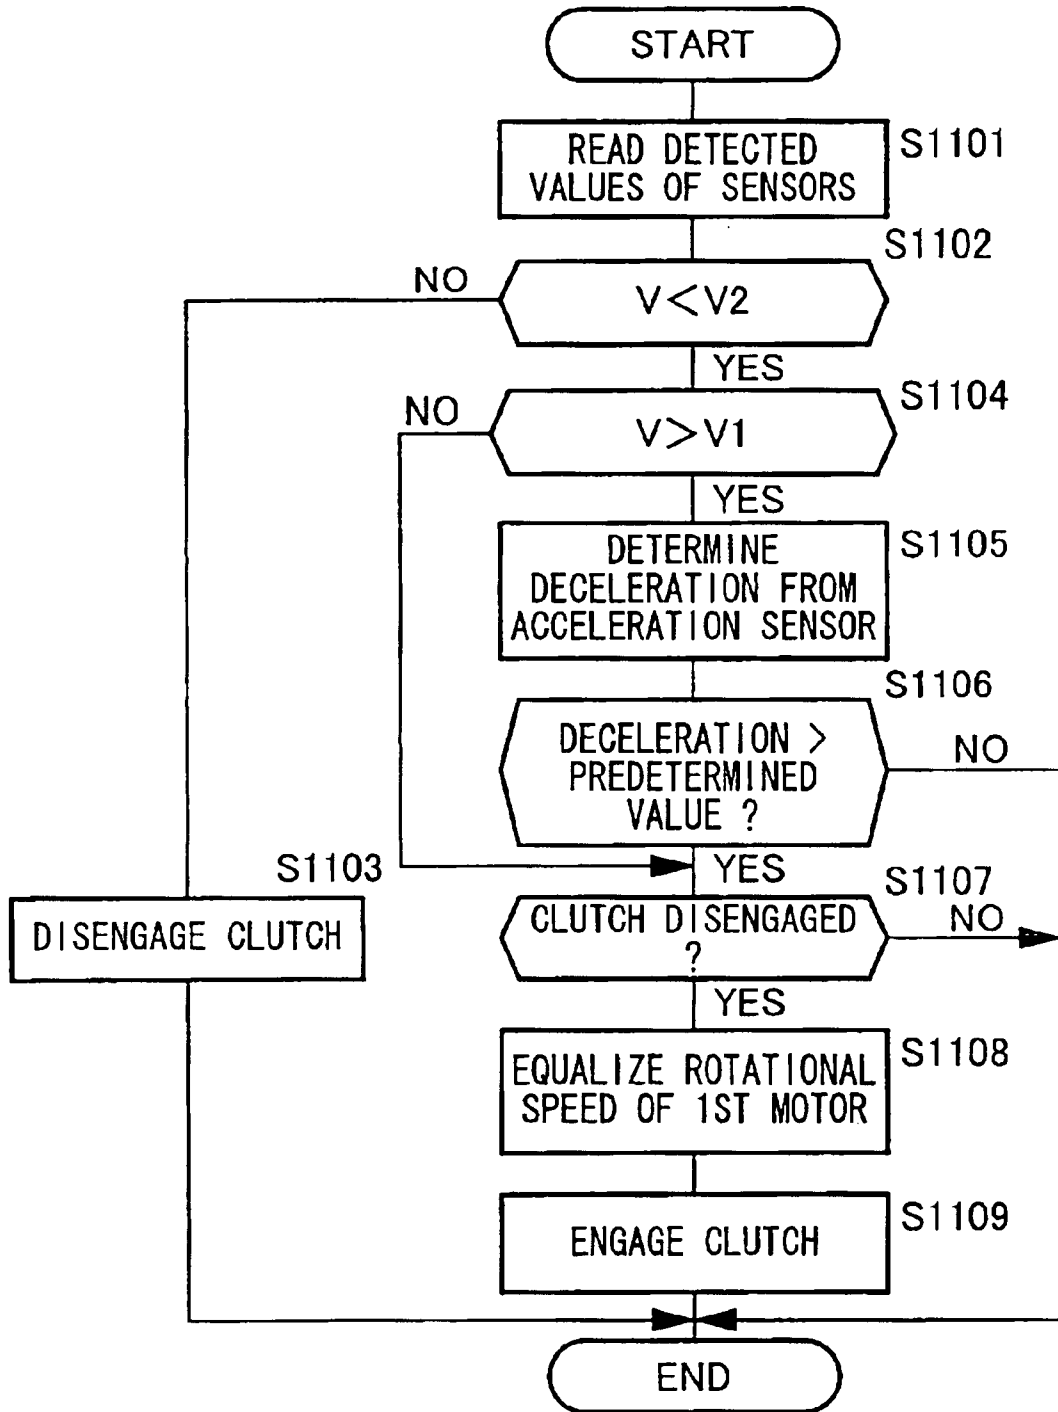 START
READ DETECTED
VALUES OF SENSORS
S1101
S1102
NO
V<V2
YES
S1104
NO
V>V1
YES
DETERMINE
DECELERATION FROM
ACCELERATION SENSOR
S1105
S1106
DECELERATION >
PREDETERMINED
VALUE ?
NO
YES
S1103
DISENGAGE CLUTCH
S1107
CLUTCH DISENGAGED
?
NO
YES
EQUALIZE ROTATIONAL
SPEED OF 1ST MOTOR
S1108
ENGAGE CLUTCH
S1109
END